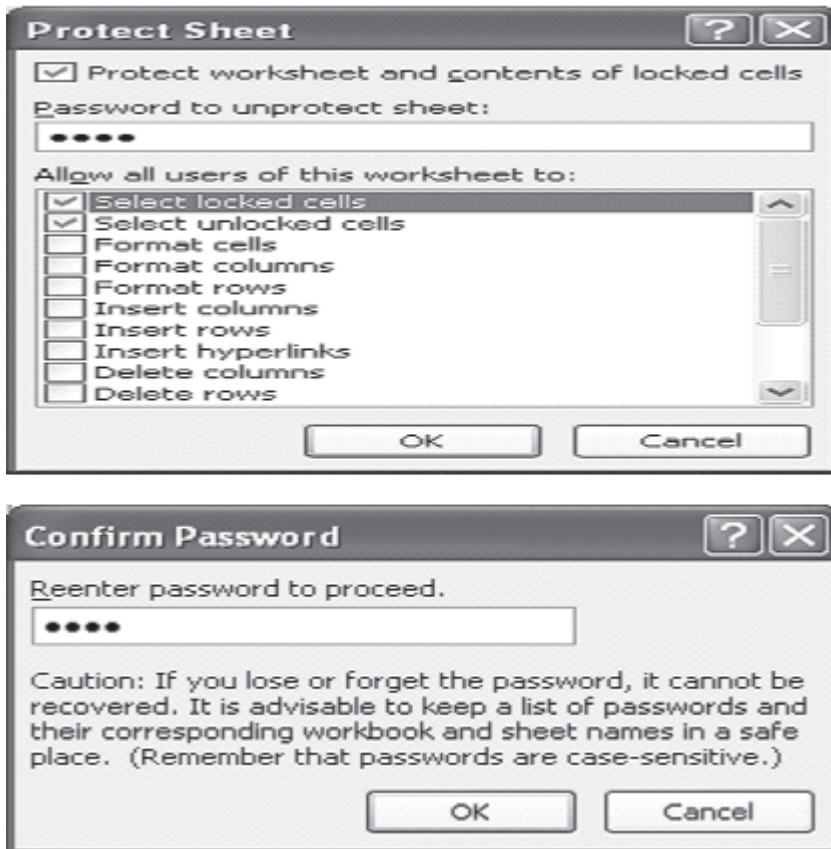 Protect Sheet
Protect worksheet and contents of locked cells
Password to unprotect sheet:
••••
Allow all users of this worksheet to:
Select locked cells
Select unlocked cells
Format cells
Format columns
Format rows
Insert columns
Insert rows
Insert hyperlinks
Delete columns
Delete rows
OK Cancel
Confirm Password
Reenter password to proceed.
••••
Caution: If you lose or forget the password, it cannot be
recovered. It is advisable to keep a list of passwords and
their corresponding workbook and sheet names in a safe
place. (Remember that passwords are case-sensitive.)
OK Cancel